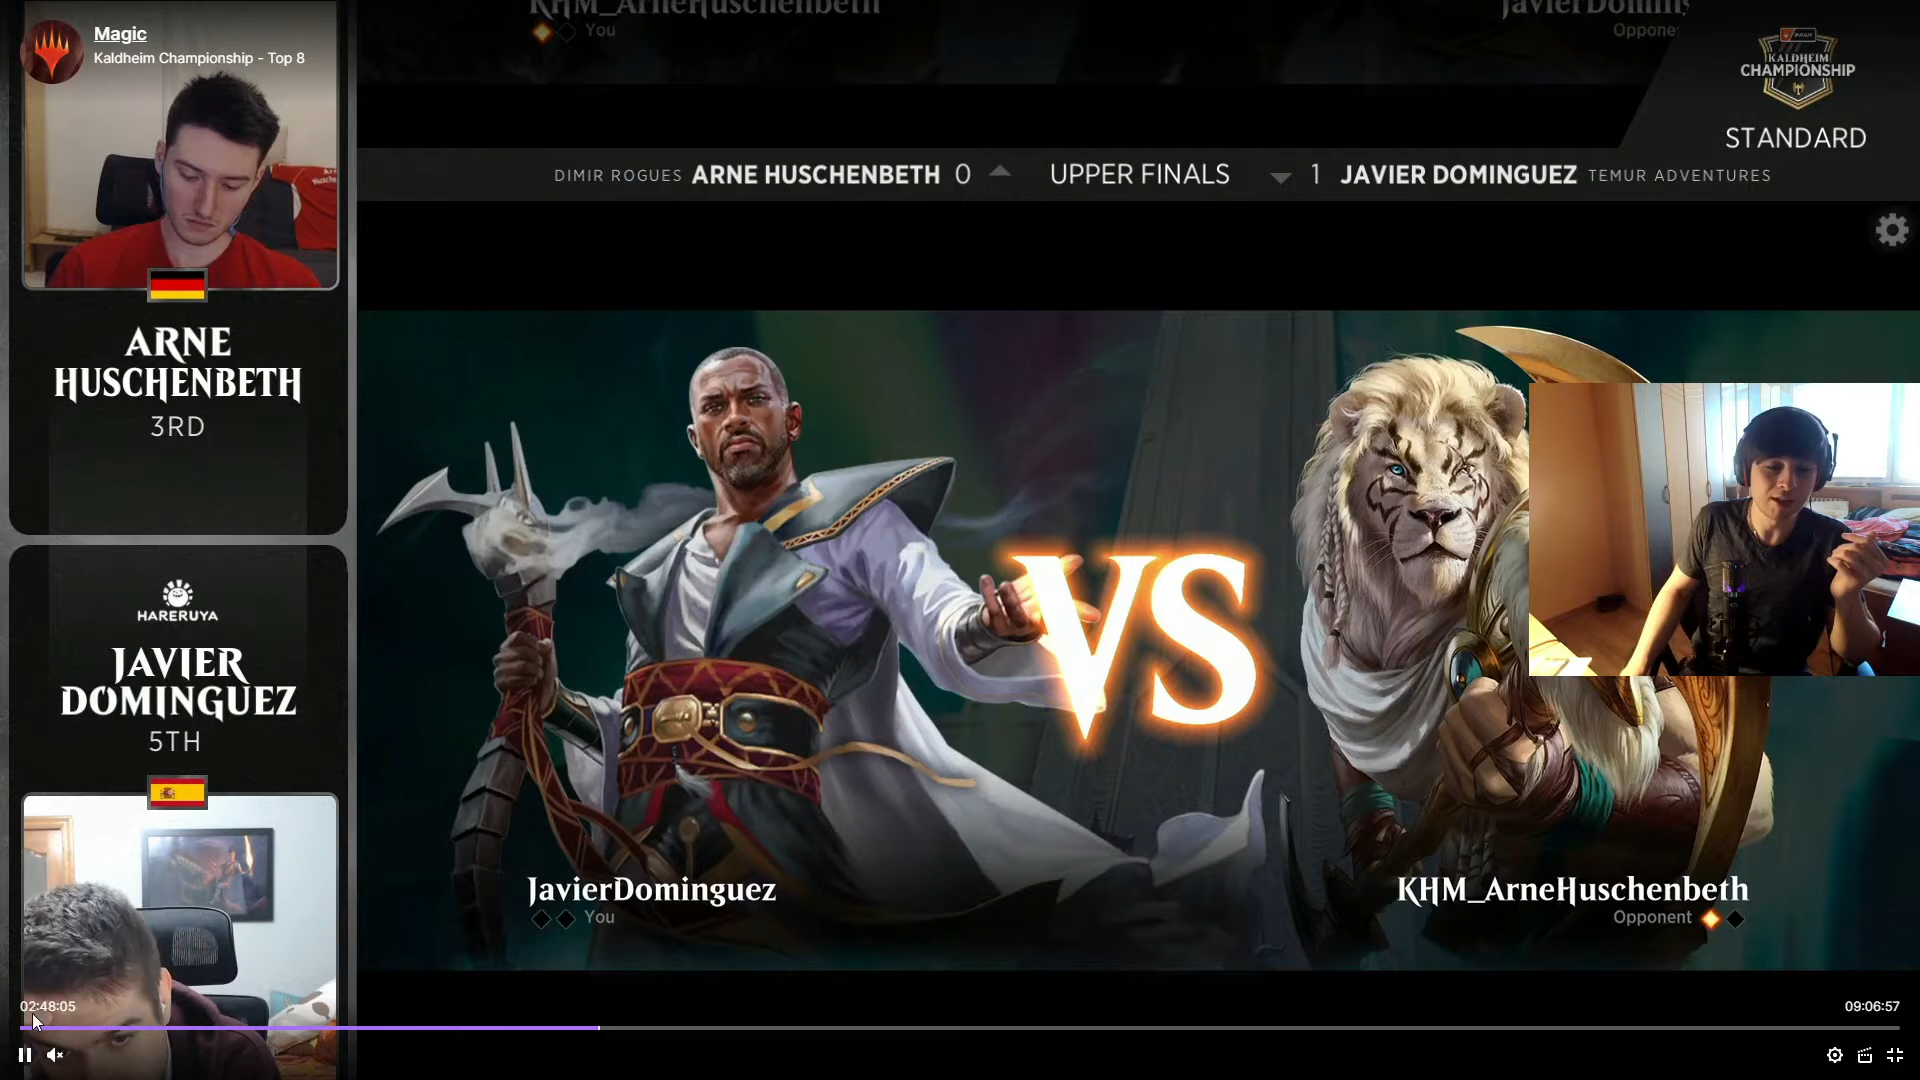 Magic
Kaldheim Championship - Top 8
KHM_ArneHuschenbeth
You
Opponent
KALDHEIM
CHAMPIONSHIP
STANDARD
DIMIR ROGUES ARNE HUSCHENBETH 0 UPPER FINALS 1 JAVIER DOMINGUEZ TEMUR ADVENTURES
ARNE
HUSCHENBETH
3RD
HARERUYA
JAVIER
DOMINGUEZ
5TH
VS
JavierDominguez
You
KHM_ArneHuschenbeth
Opponent
02:48:05
09:06:57